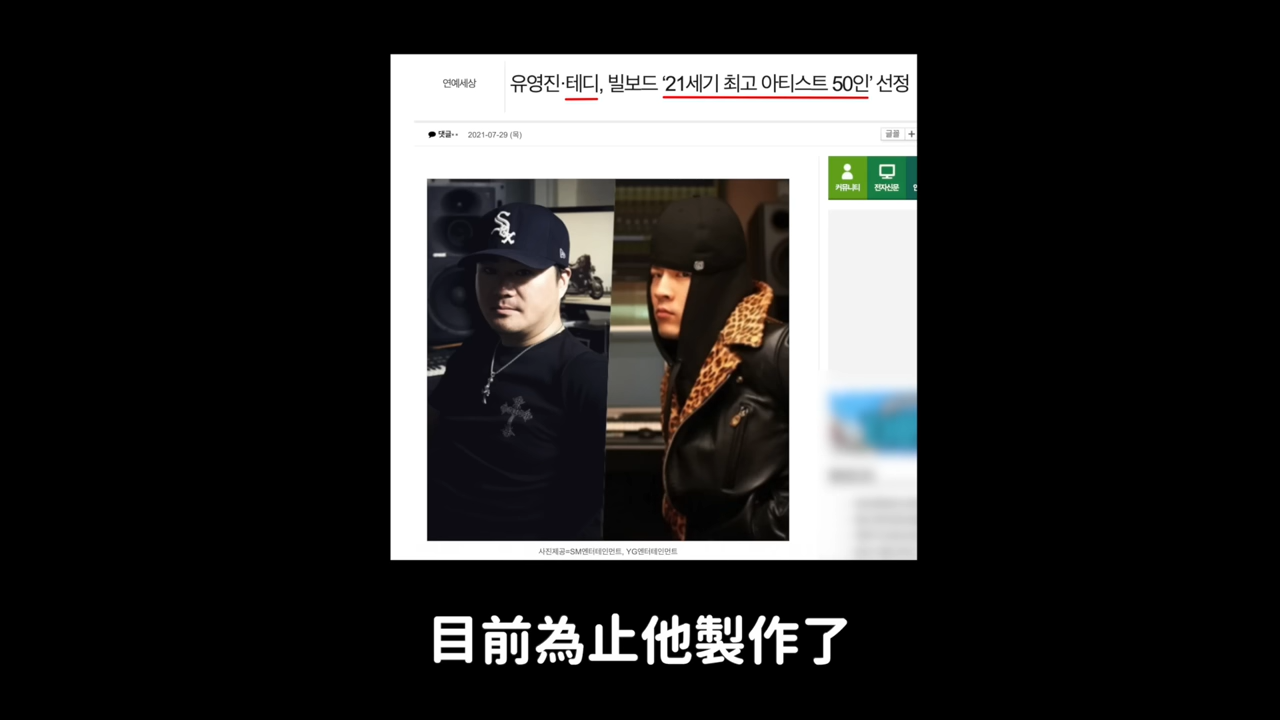 연예세상
유영진·테디, 빌보드 ‘21세기 최고 아티스트 50인’ 선정
댓글
2021-07-29 (목)
글꼴 +
커뮤니티
전자신문
사진제공=SM엔터테인먼트, YG엔터테인먼트
目前為止他製作了